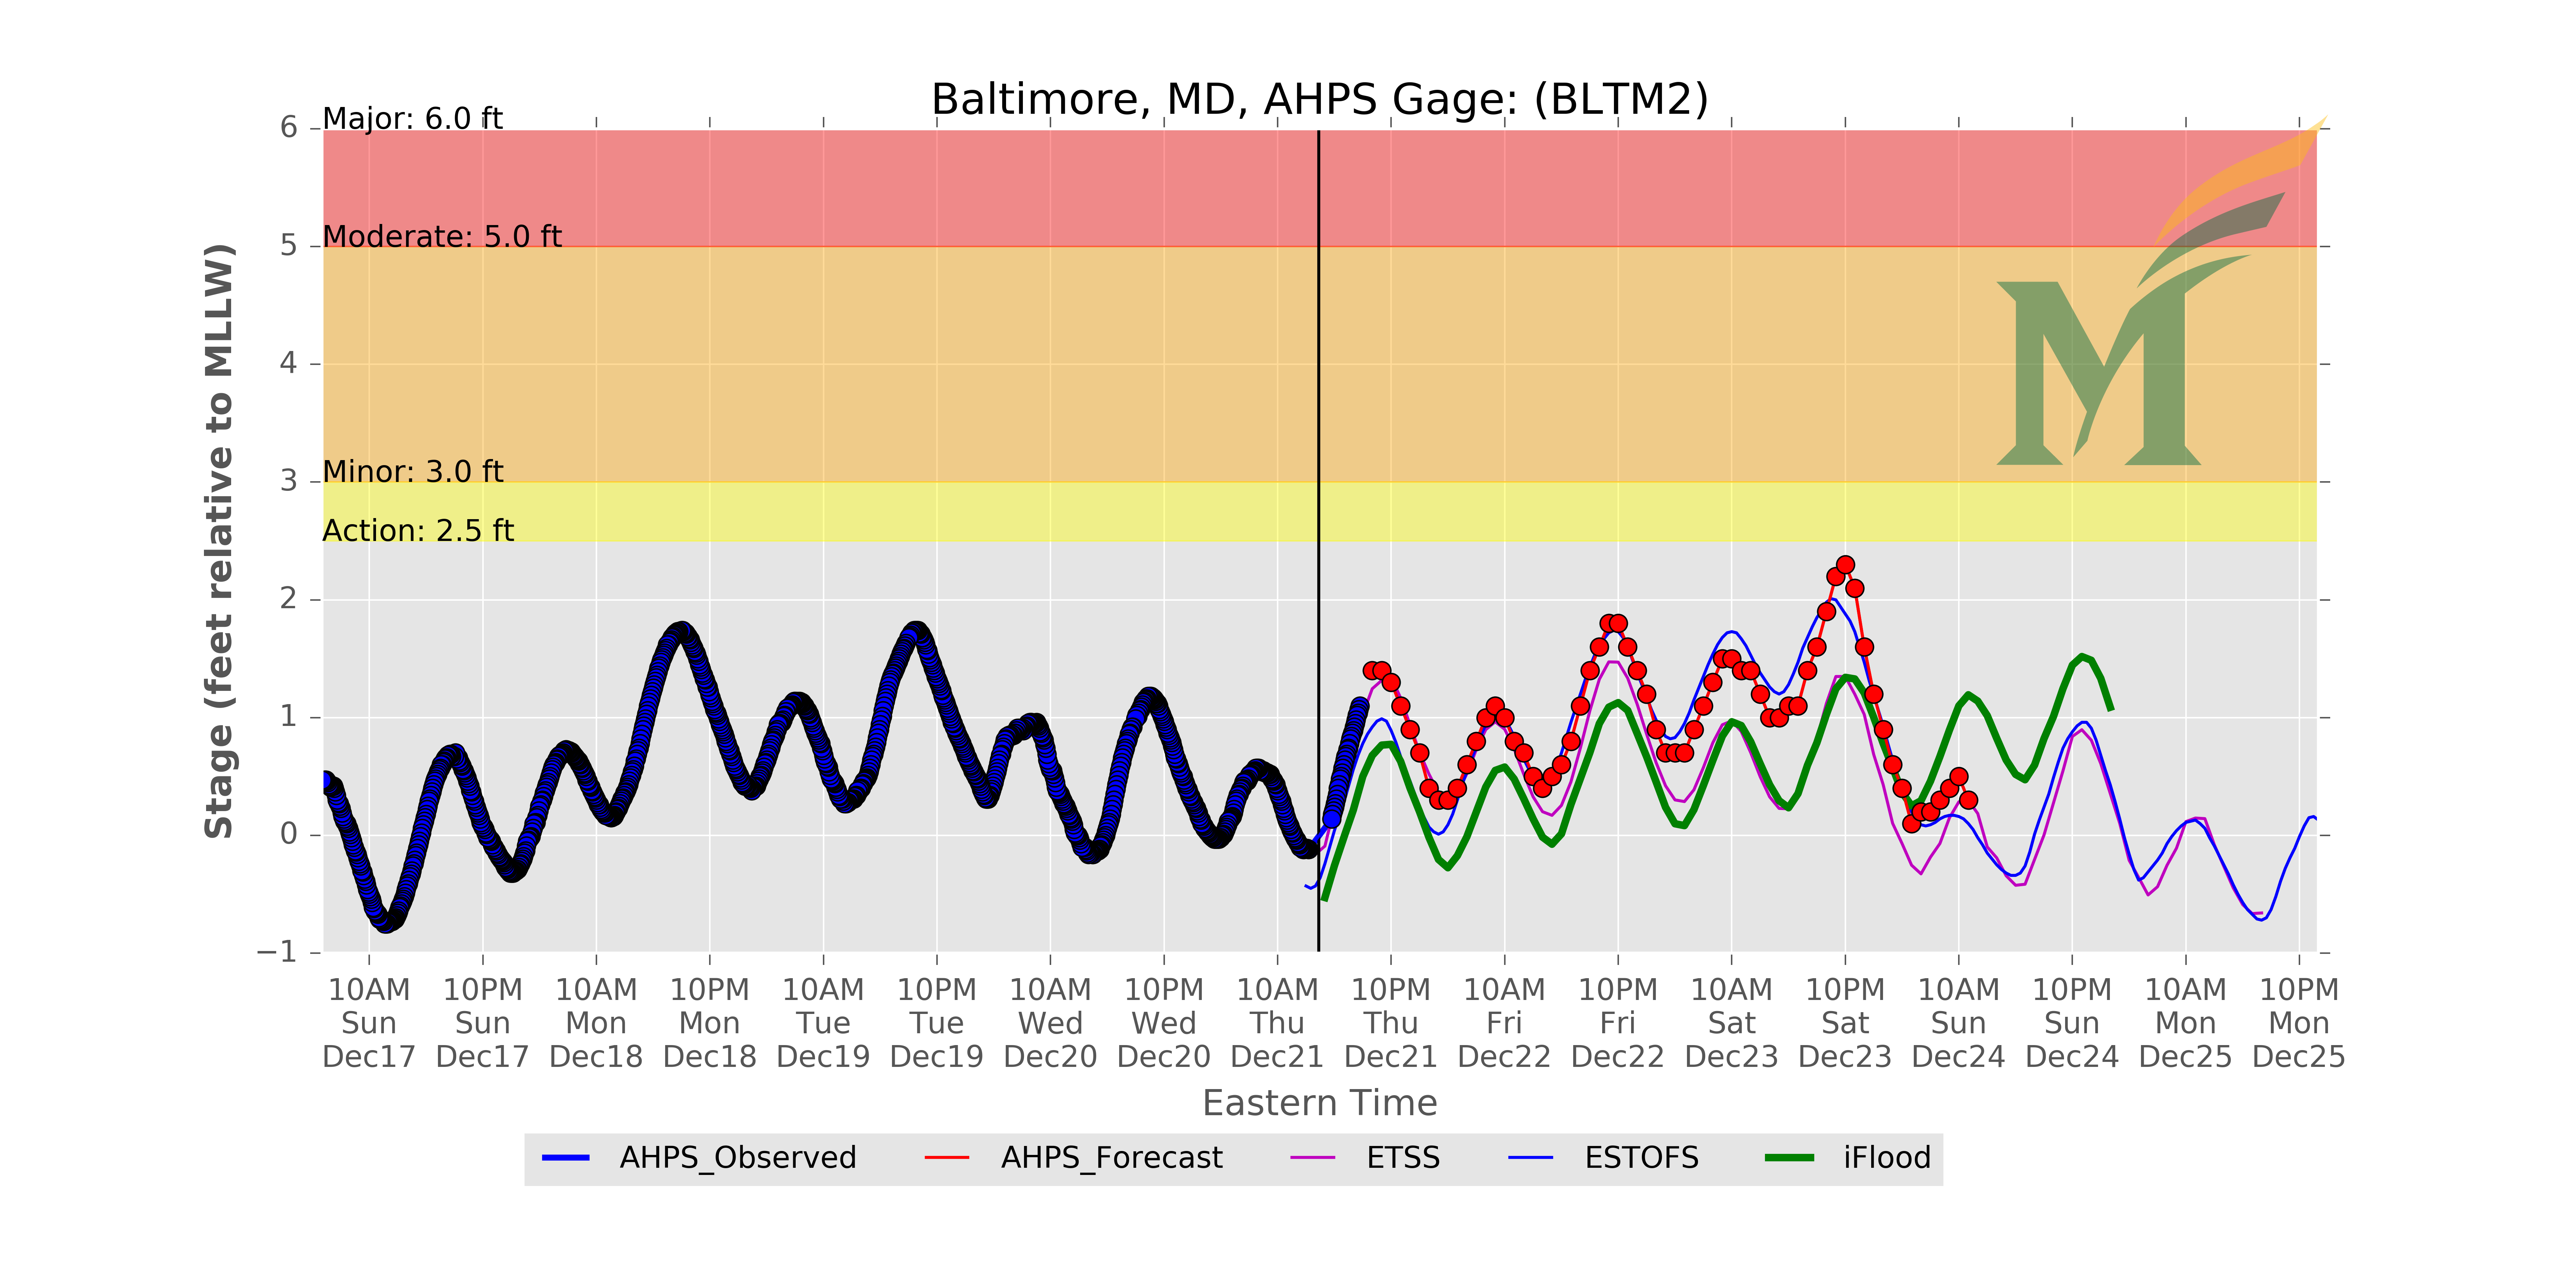 Baltimore, MD, AHPS Gage: (BLTM2)
Major: 6.0 ft
Moderate: 5.0 ft
Minor: 3.0 ft
Action: 2.5 ft
6
5
4
3
2
1
0
−1
Stage (feet relative to MLLW)
M
10AM 10PM 10AM 10PM 10AM 10PM 10AM 10PM 10AM 10PM 10AM 10PM 10AM 10PM 10AM 10PM 10AM 10PM
Sun Sun Mon Mon Tue Tue Wed Wed Thu Thu Fri Fri Sat Sat Sun Sun Mon Mon
Dec17 Dec17 Dec18 Dec18 Dec19 Dec19 Dec20 Dec20 Dec21 Dec21 Dec22 Dec22 Dec23 Dec23 Dec24 Dec24 Dec25 Dec25
Eastern Time
AHPS_Observed AHPS_Forecast ETSS ESTOFS iFlood